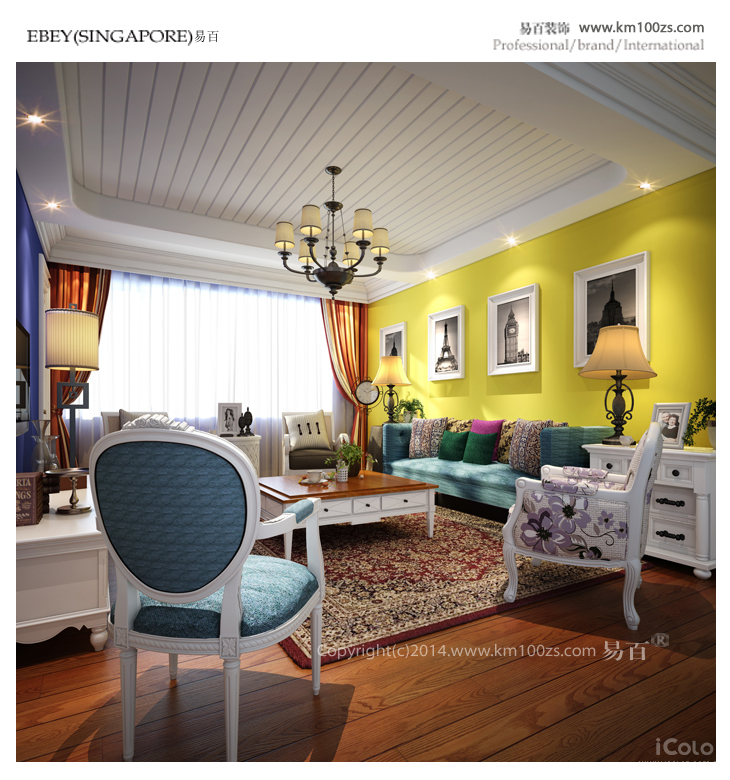 EBEY(SINGAPORE)易百
易百装饰 www.km100zs.com
Professional/brand/International
11
Copyright(c)2014.www.km100zs.com 易百®
iColo